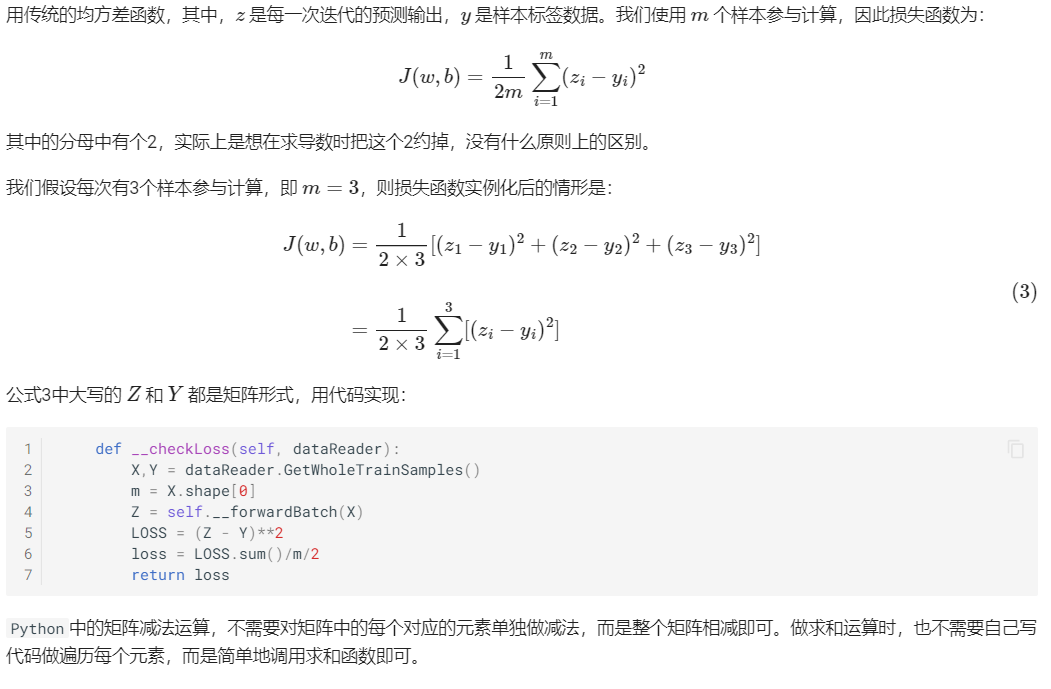 用传统的均方差函数，其中，z 是每一次迭代的预测输出，y 是样本标签数据。我们使用 m 个样本参与计算，因此损失函数为：
J(w, b) = \frac{1}{2m} \sum_{i=1}^{m} (z_i - y_i)^2
其中的分母中有个2，实际上是想在求导数时把这个2约掉，没有什么原则上的区别。
我们假设每次有3个样本参与计算，即 m = 3，则损失函数实例化后的情形是：
J(w, b) = \frac{1}{2 \times 3} [(z_1 - y_1)^2 + (z_2 - y_2)^2 + (z_3 - y_3)^2]
(3)
= \frac{1}{2 \times 3} \sum_{i=1}^{3} [(z_i - y_i)^2]
公式3中大写的 Z 和 Y 都是矩阵形式，用代码实现：
1 def __checkLoss(self, dataReader):
2 X,Y = dataReader.GetWholeTrainSamples()
3 m = X.shape[0]
4 Z = self.__forwardBatch(X)
5 LOSS = (Z - Y)**2
6 loss = LOSS.sum()/m/2
7 return loss
Python 中的矩阵减法运算，不需要对矩阵中的每个对应的元素单独做减法，而是整个矩阵相减即可。做求和运算时，也不需要自己写
代码做遍历每个元素，而是简单地调用求和函数即可。